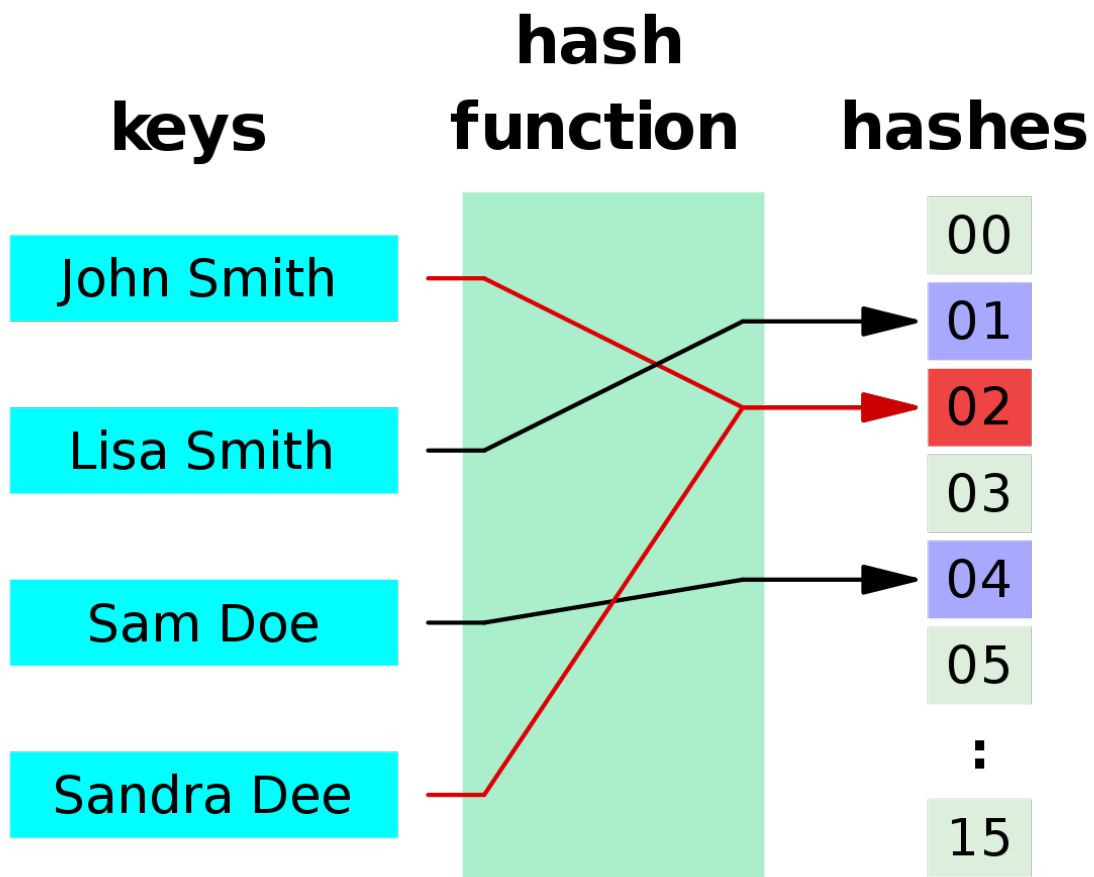 keys
hash
function
hashes
John Smith
Lisa Smith
Sam Doe
Sandra Dee
00
01
02
03
04
05
:
15